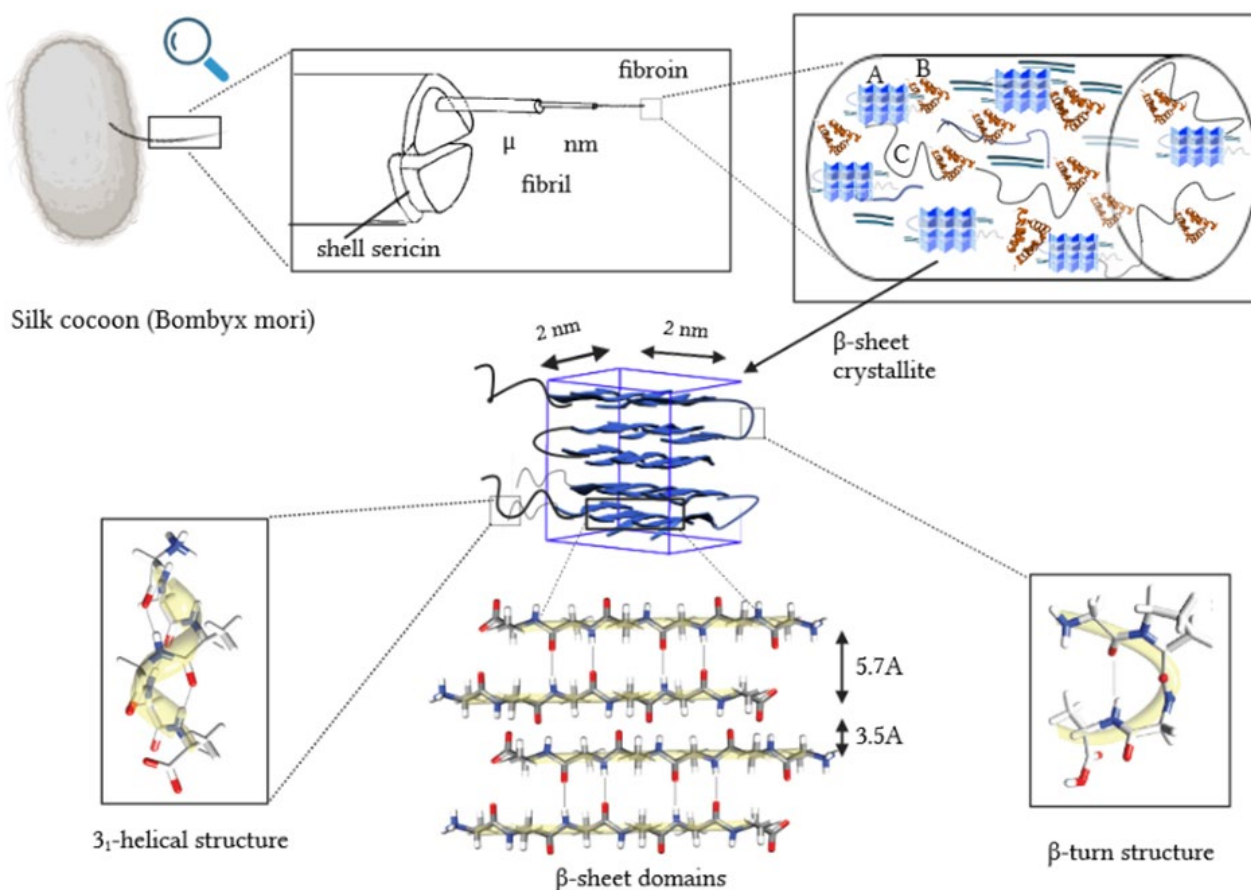 fibroin
A
B
C
μ
nm
fibril
shell sericin
Silk cocoon (Bombyx mori)
2 nm
2 nm
β-sheet
crystallite
5.7A
3.5A
3₁-helical structure
β-sheet domains
β-turn structure